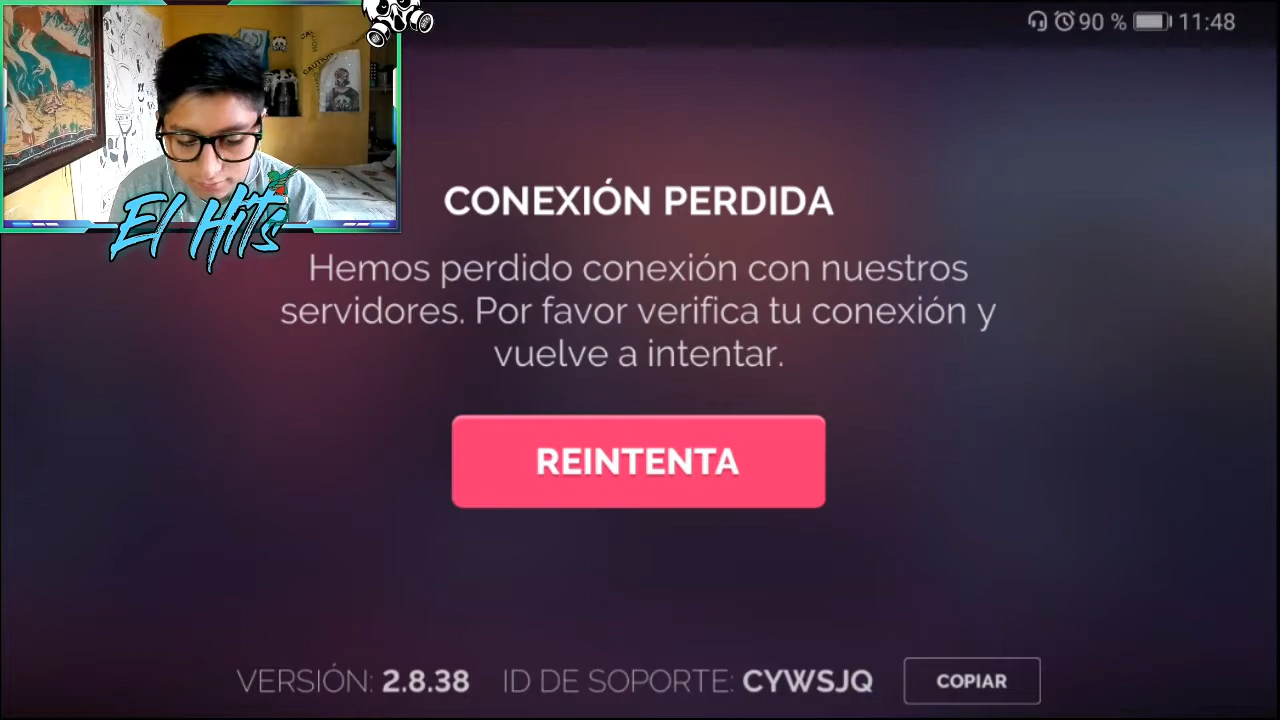 90 % 11:48
CAUTION
El Hits
CONEXIÓN PERDIDA
Hemos perdido conexión con nuestros
servidores. Por favor verifica tu conexión y
vuelve a intentar.
REINTENTA
VERSIÓN: 2.8.38 ID DE SOPORTE: CYWSJQ COPIAR